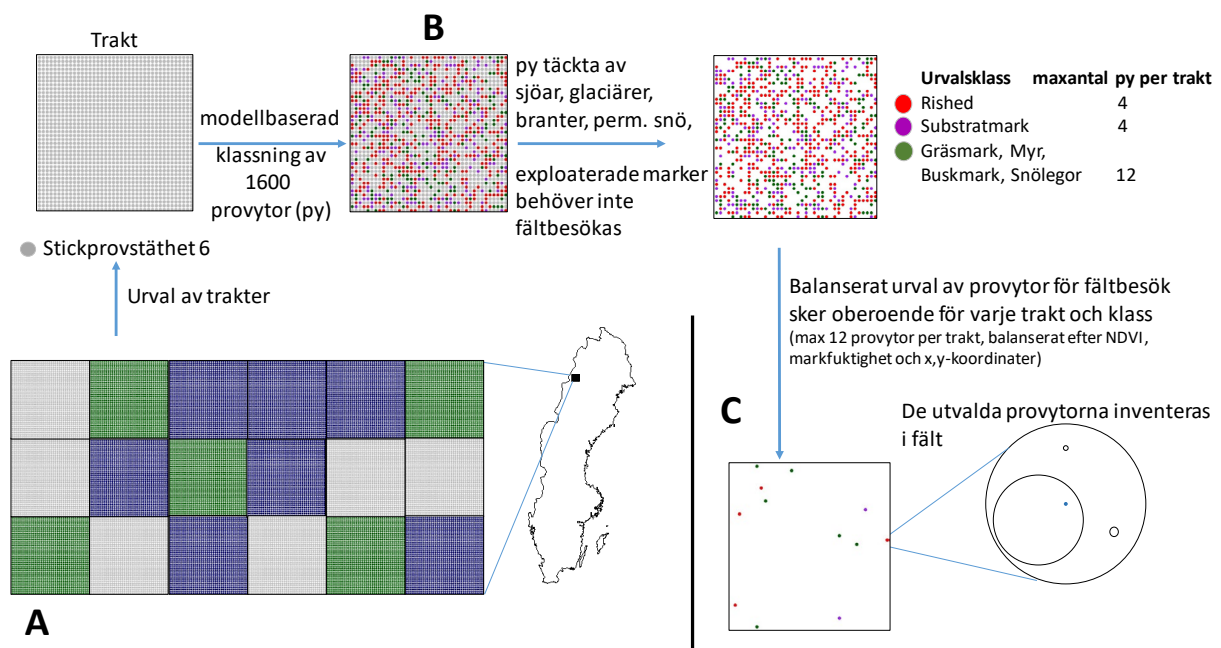 Trakt
B
modellbaserad
klassning av
1600
provytor (py)
py täckta av
sjöar, glaciärer,
branter, perm. snö,
exploaterade marker
behöver inte
fältbesökas
Urvalsklass maxantal py per trakt
Rished 4
Substratmark 4
Gräsmark, Myr,
Buskmark, Snölegor 12
Stickprovstäthet 6
Urval av trakter
Balanserat urval av provytor för fältbesök
sker oberoende för varje trakt och klass
(max 12 provytor per trakt, balanserat efter NDVI,
markfuktighet och x,y-koordinater)
A
C
De utvalda provytorna inventeras
i fält